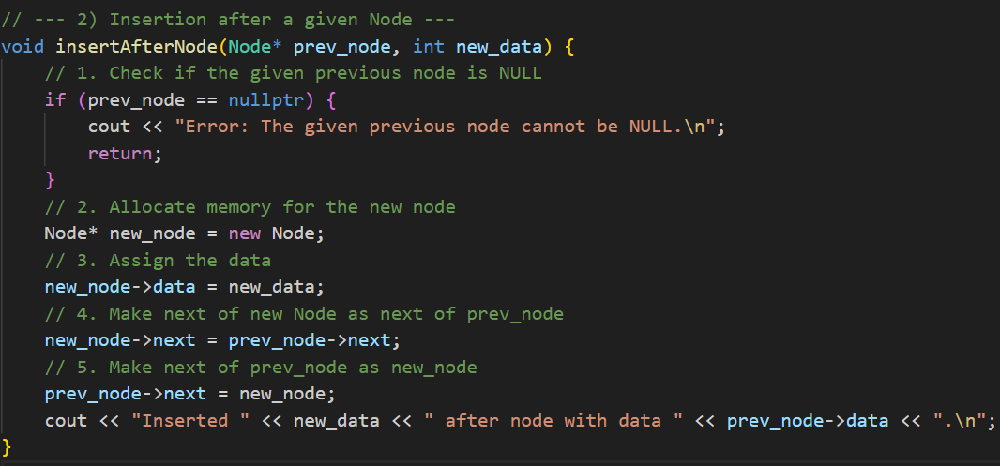 // --- 2) Insertion after a given Node ---
void insertAfterNode(Node* prev_node, int new_data) {
    // 1. Check if the given previous node is NULL
    if (prev_node == nullptr) {
        cout << "Error: The given previous node cannot be NULL.\n";
        return;
    }
    // 2. Allocate memory for the new node
    Node* new_node = new Node;
    // 3. Assign the data
    new_node->data = new_data;
    // 4. Make next of new Node as next of prev_node
    new_node->next = prev_node->next;
    // 5. Make next of prev_node as new_node
    prev_node->next = new_node;
    cout << "Inserted " << new_data << " after node with data " << prev_node->data << ".\n";
}